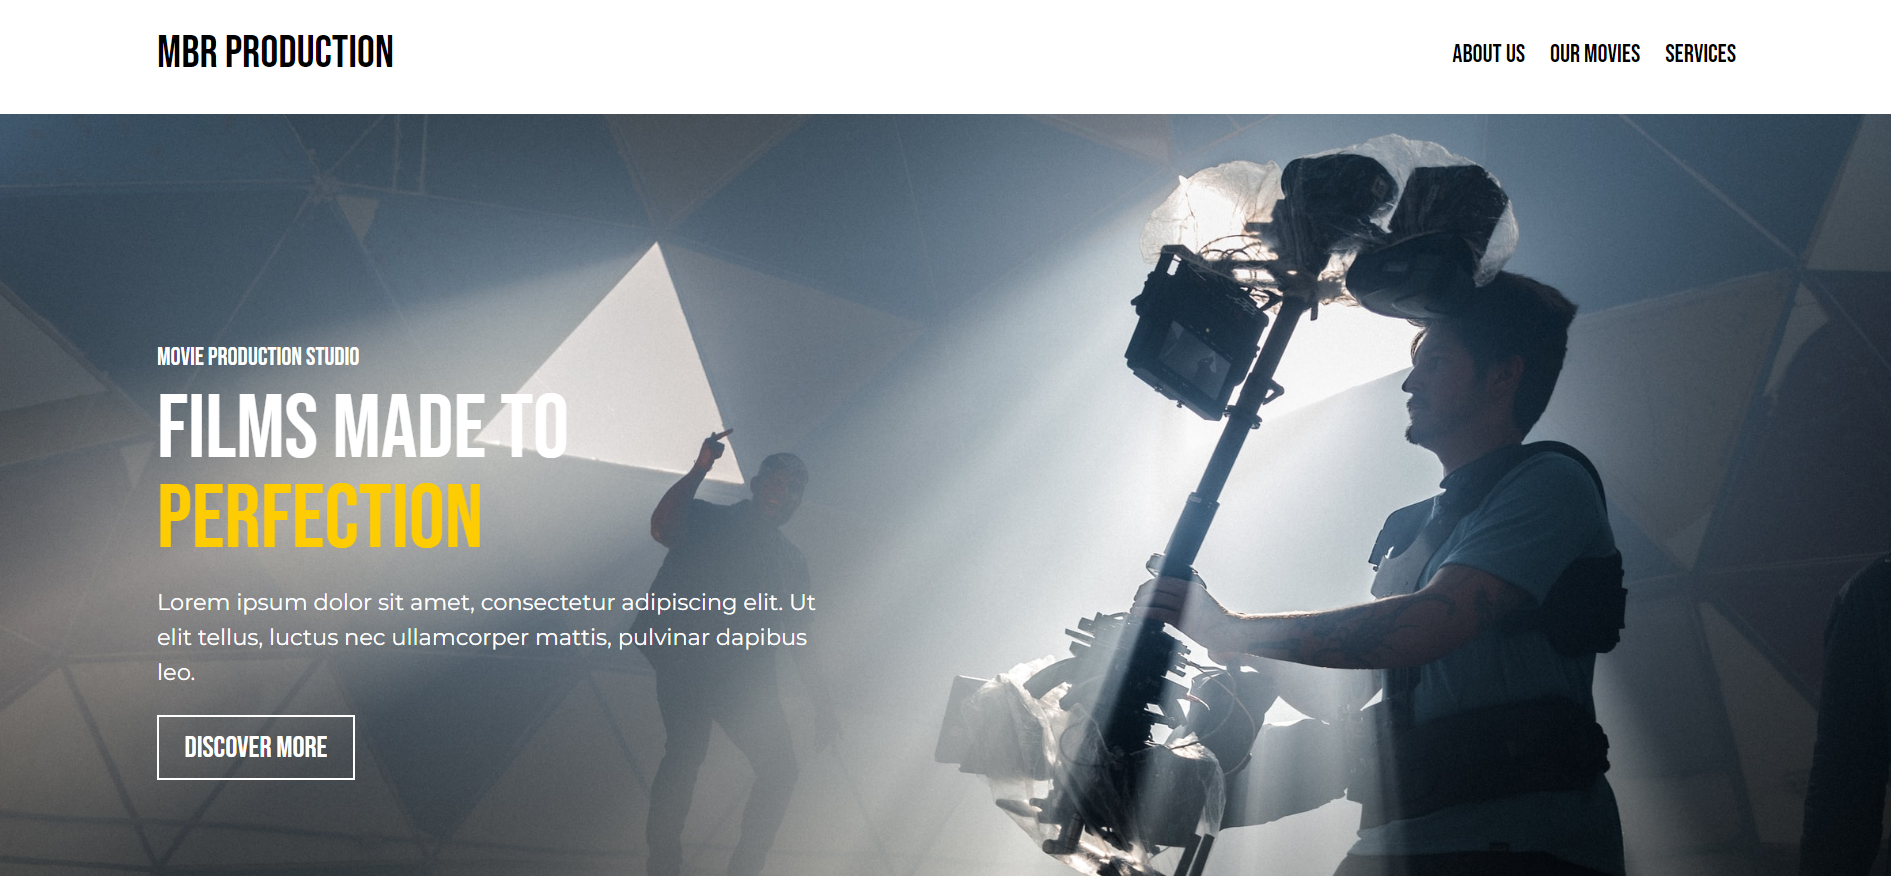 MBR PRODUCTION
ABOUT US OUR MOVIES SERVICES
MOVIE PRODUCTION STUDIO
FILMS MADE TO
PERFECTION
Lorem ipsum dolor sit amet, consectetur adipiscing elit. Ut
elit tellus, luctus nec ullamcorper mattis, pulvinar dapibus
leo.
DISCOVER MORE